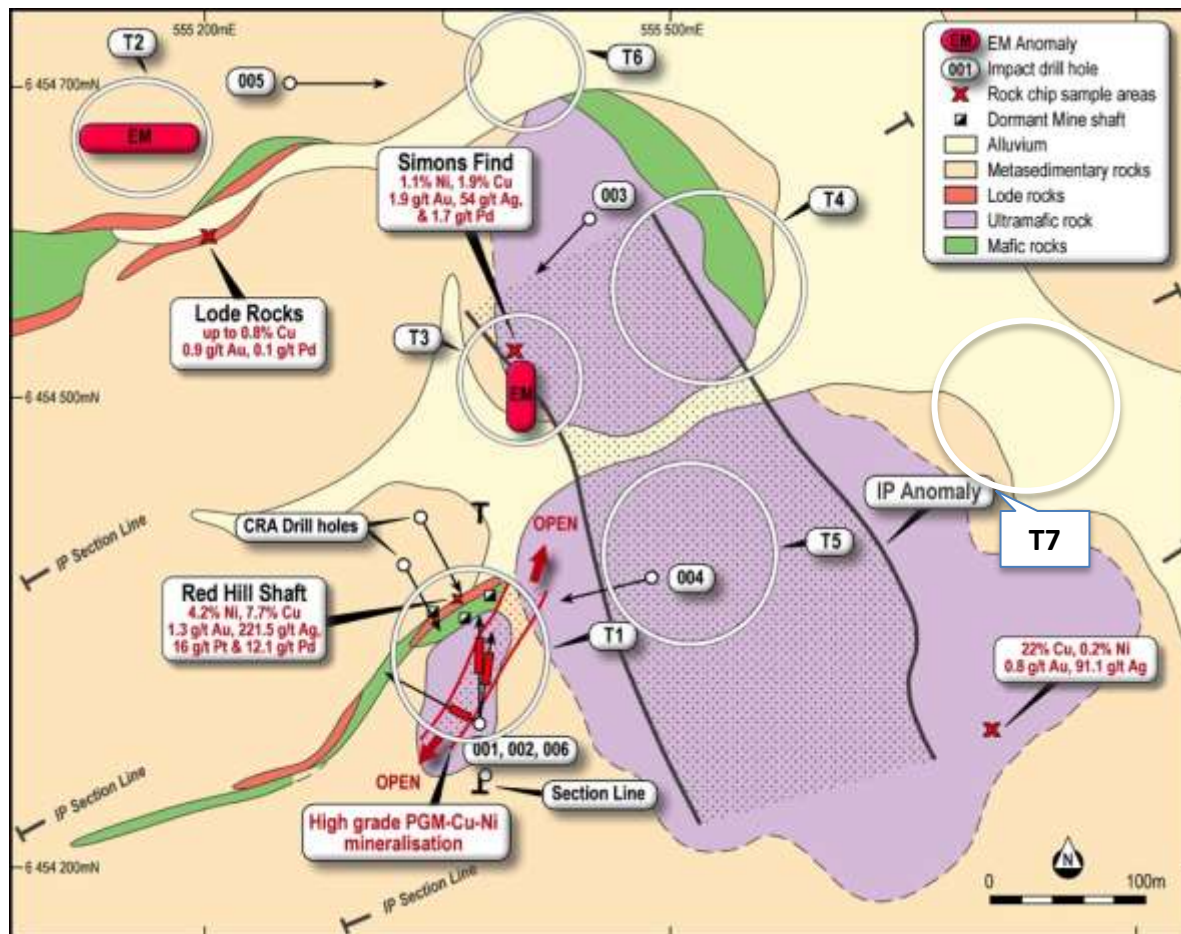 555 200mE
555 500mE
T2
005
6 454 700mN
EM
T6
Simons Find
1.1% Ni, 1.9% Cu
1.9 g/t Au, 54 g/t Ag,
& 1.7 g/t Pd
003
T4
EM EM Anomaly
001 Impact drill hole
Rock chip sample areas
Dormant Mine shaft
Alluvium
Metasedimentary rocks
Lode rocks
Ultramafic rock
Mafic rocks
Lode Rocks
up to 0.8% Cu
0.9 g/t Au, 0.1 g/t Pd
T3
EM
6 454 500mN
IP Anomaly
T7
IP Section Line
CRA Drill holes
OPEN
T5
004
Red Hill Shaft
4.2% Ni, 7.7% Cu
1.3 g/t Au, 221.5 g/t Ag,
16 g/t Pt & 12.1 g/t Pd
T1
22% Cu, 0.2% Ni
0.8 g/t Au, 91.1 g/t Ag
001, 002, 006
OPEN
Section Line
IP Section Line
High grade PGM-Cu-Ni
mineralisation
6 454 200mN
IP Section Line
N
0 100m